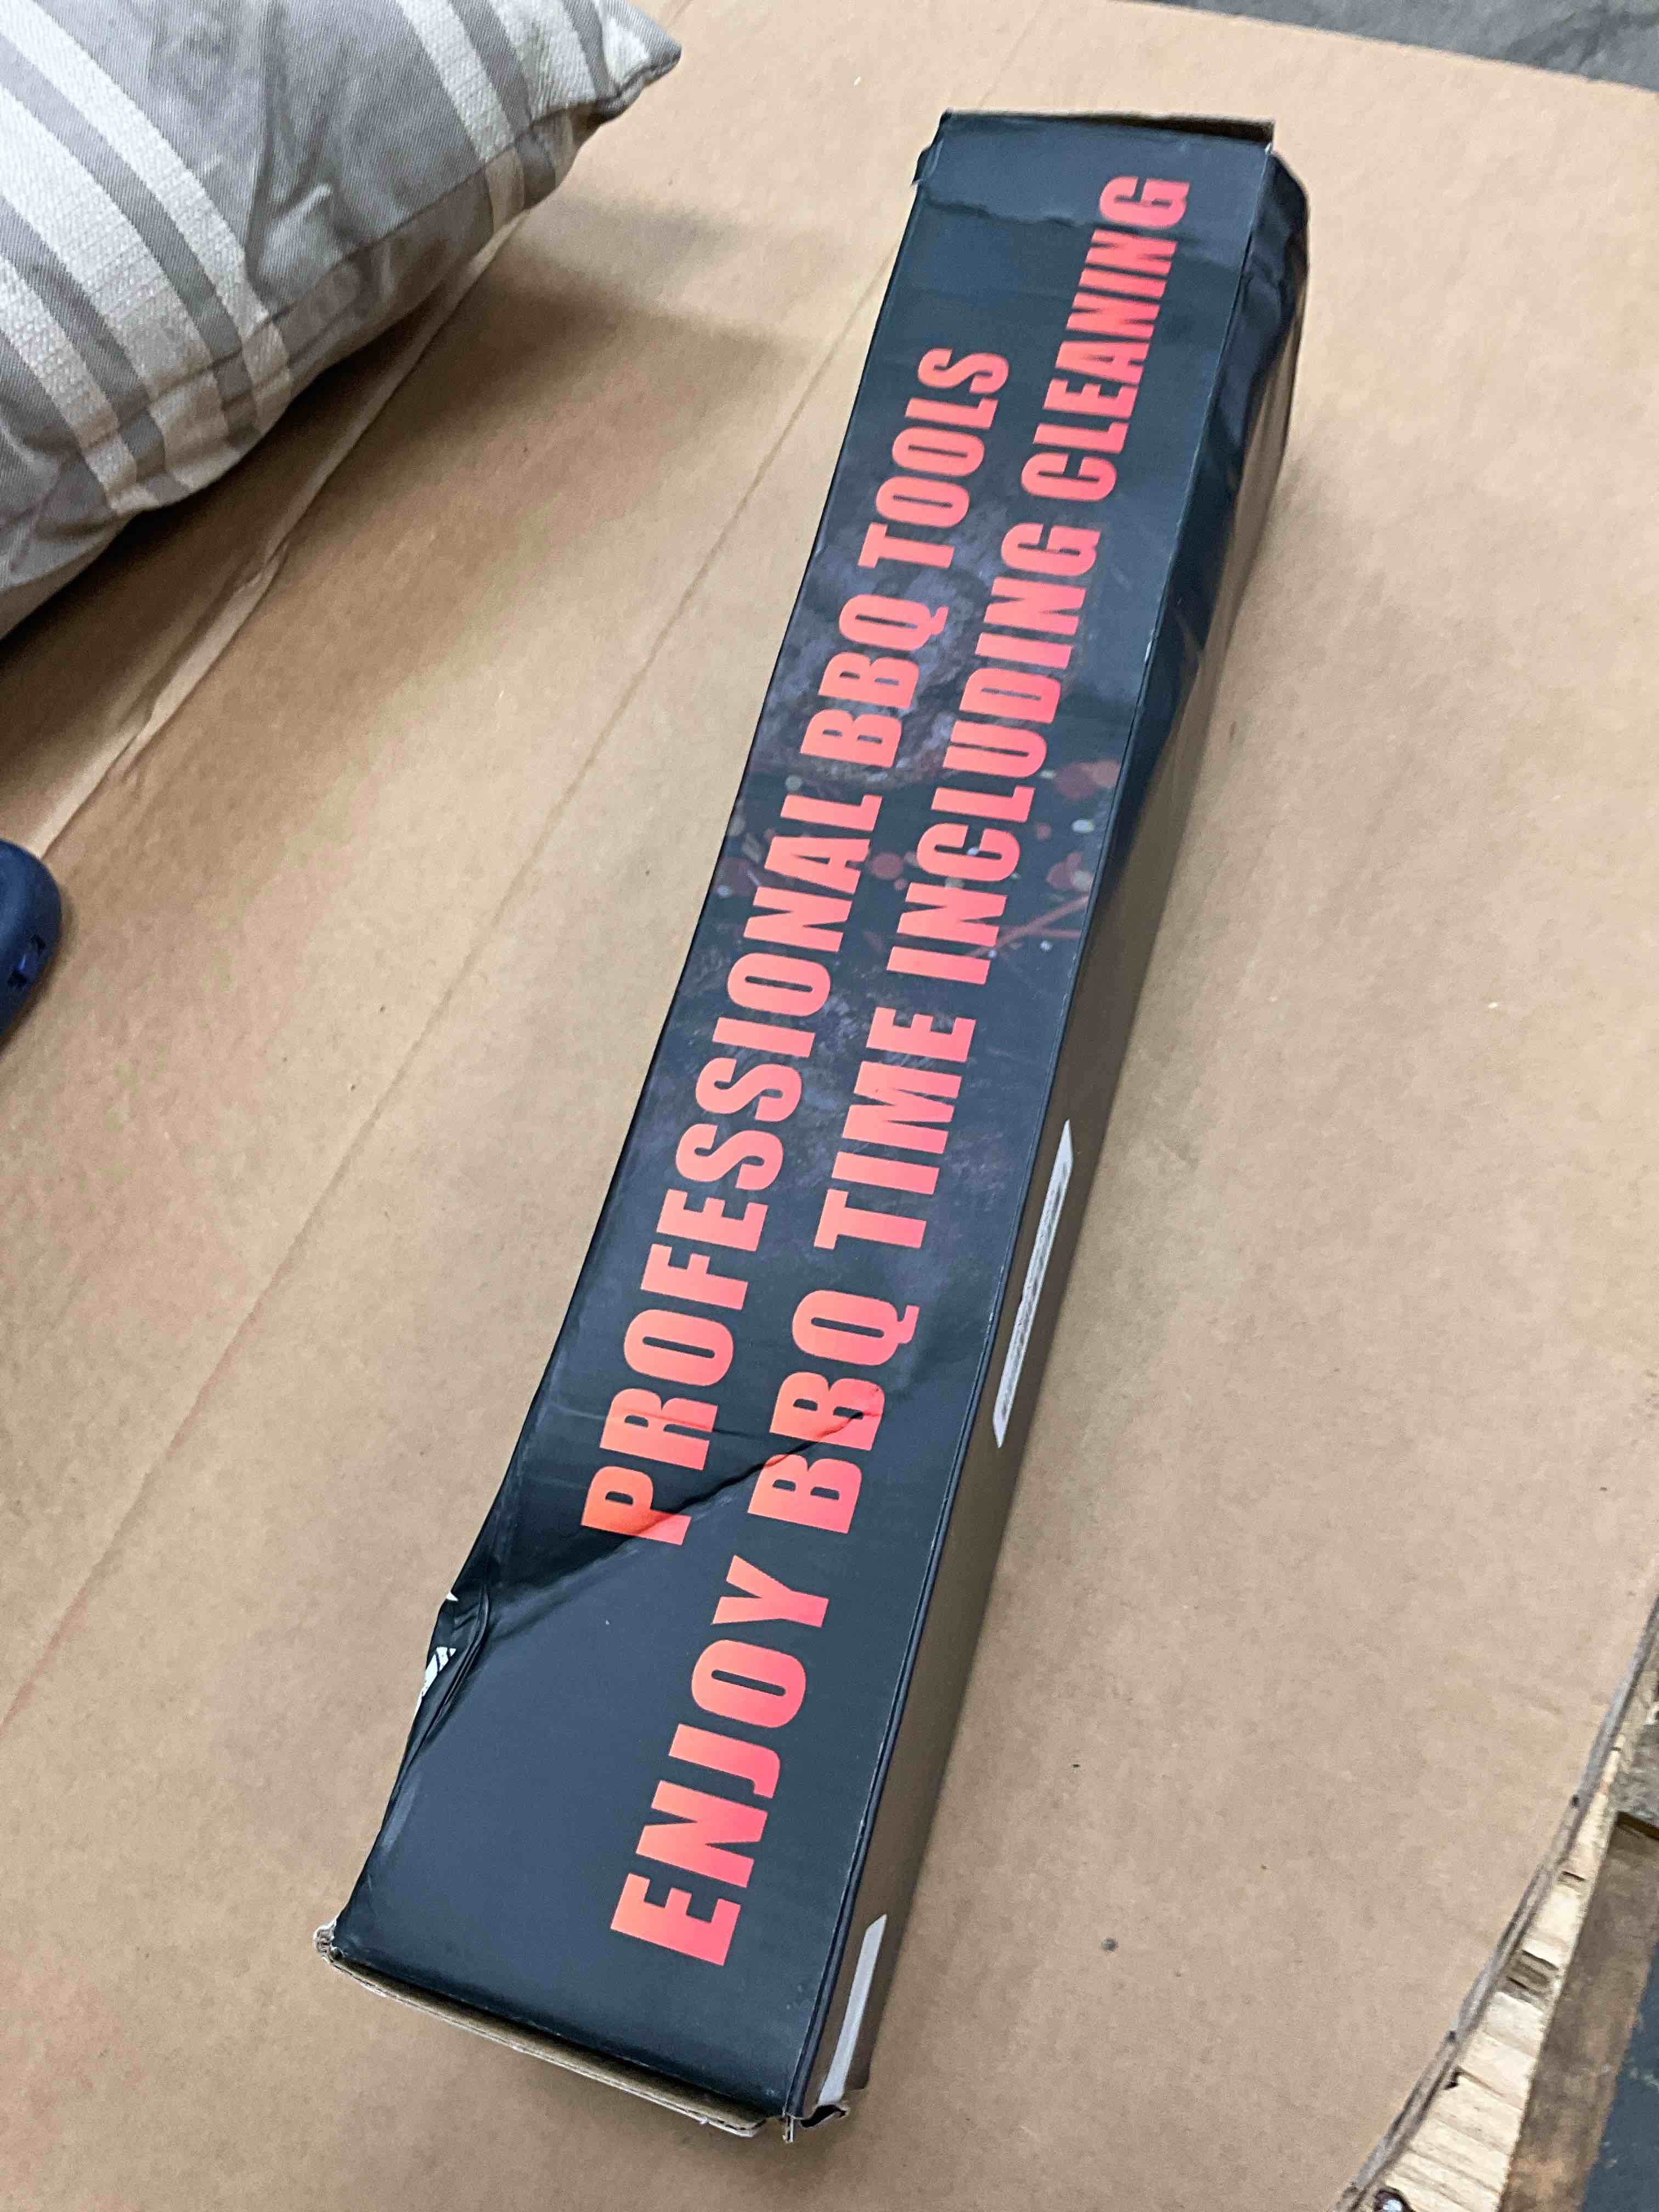 PROFESSIONAL BBQ TOOLS
ENJOY BBQ TIME INCLUDING CLEANING